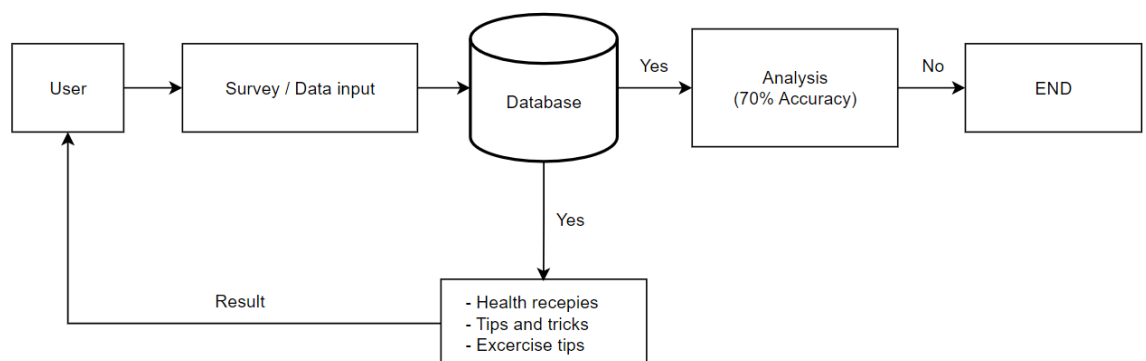 User
Survey / Data input
Database
Yes
Analysis
(70% Accuracy)
No
END
Yes
Result
- Health recepies
- Tips and tricks
- Excercise tips